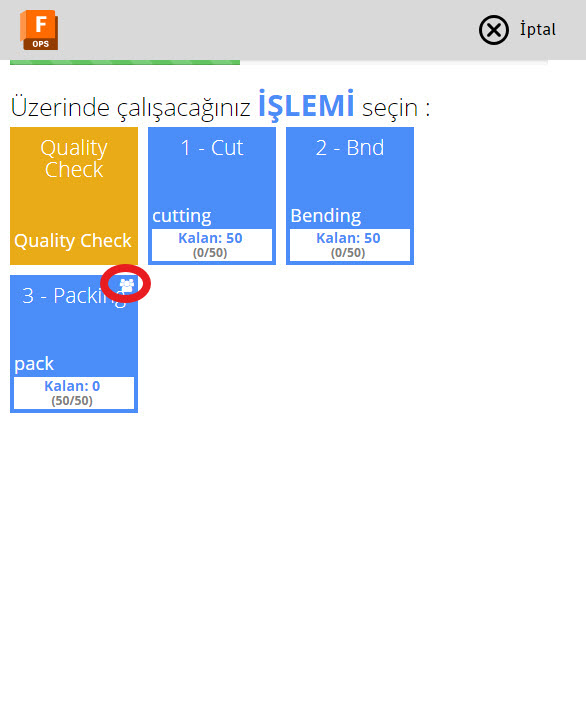 F
OPS
İptal
Üzerinde çalışacağınız İŞLEMİ seçin :
Quality
Check
Quality Check
1 - Cut
cutting
Kalan: 50
(0/50)
2 - Bnd
Bending
Kalan: 50
(0/50)
3 - Packing
pack
Kalan: 0
(50/50)